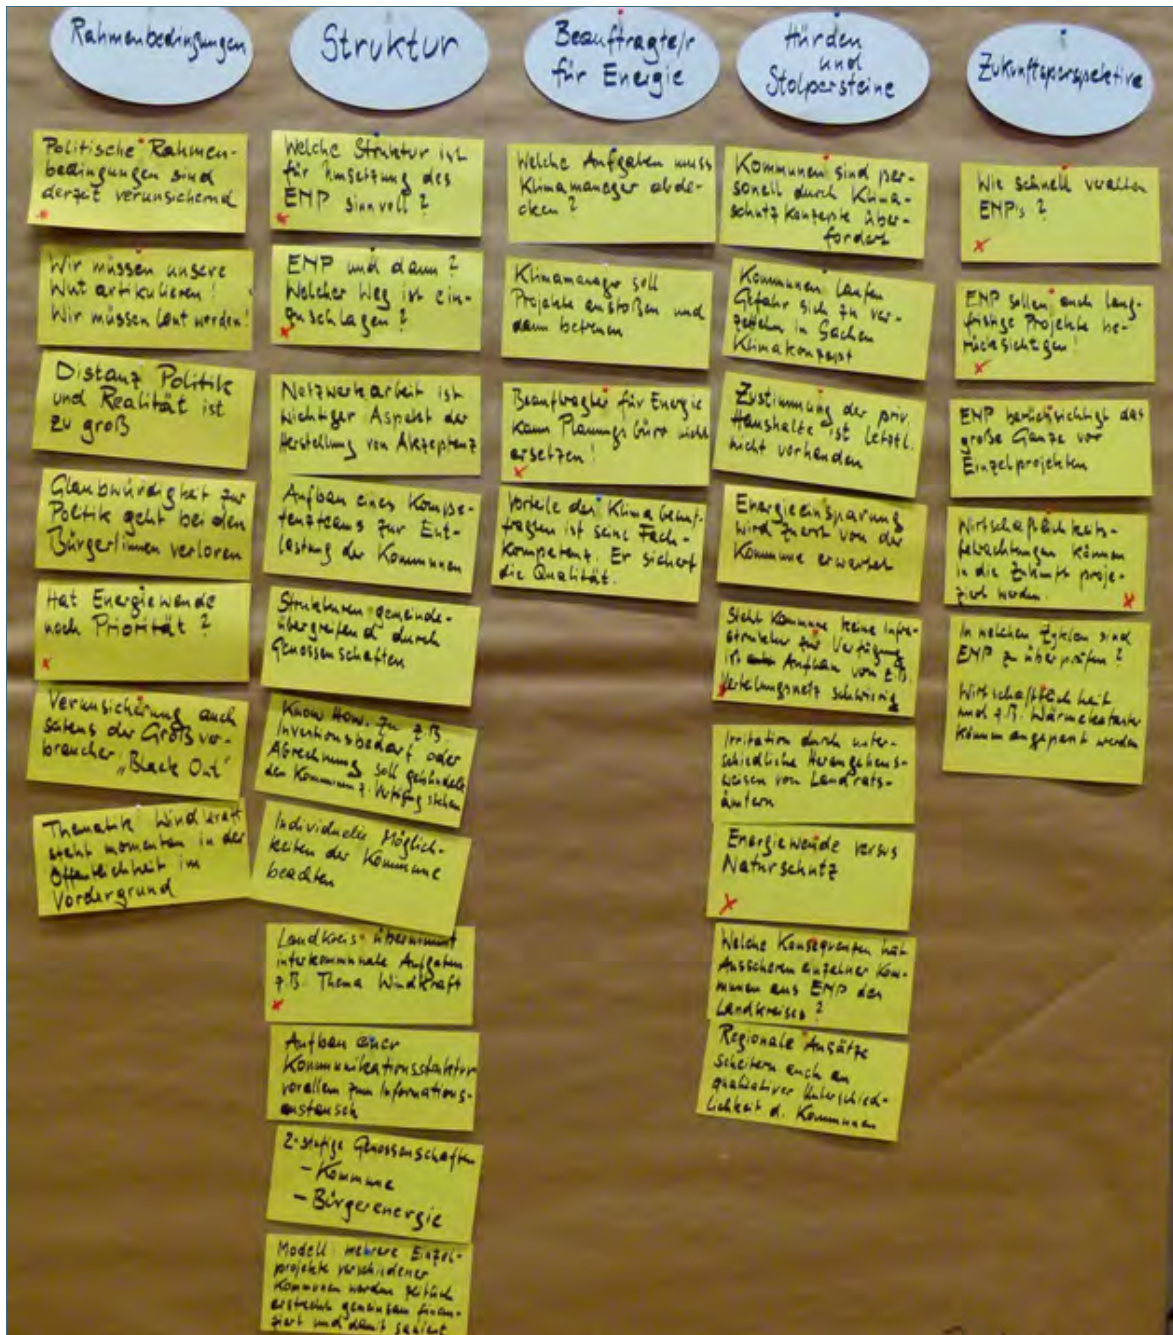 Rahmenbedingungen
Politische Rahmen-
bedingungen sind
derzeit verunsichernd
Wir müssen unsere
Wut artikulieren!
Wir müssen laut werden!
Distanz Politik
und Realität ist
zu groß
Glaubwürdigkeit zur
Politik geht bei den
Bürger/innen verloren
Hat Energiewende
noch Priorität?
Verunsicherung auch
seitens der Großver-
braucher „Black Out"
Thematik Windkraft
steht momentan in der
Öffentlichkeit im
Vordergrund
Struktur
Welche Struktur ist
für Umsetzung des
ENP sinnvoll?
ENP und dann?
Welcher Weg ist ein-
zuschlagen?
Netzwerkarbeit ist
wichtiger Aspekt der
Herstellung von Akzeptanz
Aufbau eines Kompe-
tenzteams zur Ent-
lastung der Kommunen
Strukturen gemeinde-
übergreifend durch
Genossenschaften
Know How. zu z.B.
oder
Abrechnung soll gebündelt
den Kommunen z. Verfügung stehen
Individuelle Möglich-
keiten der Kommune
beachten
Landkreis übernimmt
interkommunale Aufgaben
z.B. Thema Windkraft
Aufbau einer
Kommunikationsstruktur
vorallem zum Informations-
austausch
2-stufige Genossenschaften
- Kommune
- Bürgerenergie
Modell: mehrere Einzel-
projekte verschiedener
Kommunen werden zeitlich
gemeinsam finan-
ziert und damit saniert
Beauftragte/r
für Energie
Welche Aufgaben muss
Klimamanager abde-
cken?
Klimamanager soll
Projekte anstoßen und
dann betreuen
Beauftragter für Energie
kann Planungsbüro nicht
ersetzen!
Vorteile des Klimabeauf-
tragten ist seine Fach-
kompetenz. Er sichert
die Qualität.
Hürden
und
Stolpersteine
Kommunen sind per-
sonell durch Klima-
schutzkonzepte über-
fordert
Kommunen laufen
Gefahr sich zu ver-
zetteln in Sachen
Klimakonzept
Zustimmung der priv.
Haushalte ist letztl.
nicht vorhanden
Energieeinsparung
wird zuerst von der
Kommune erwartet
Steht Kommune keine Infra-
struktur zur Verfügung
ist Aufbau von z.B.
Verteilungsnetz schwierig
Irritation durch unter-
schiedliche Herangehens-
weisen von Landrats-
ämtern
Energiewende versus
Naturschutz
Welche Konsequenzen hat
Ausscheren einzelner Kom-
munen aus ENP des
Landkreises?
Regionale Ansätze
scheitern auch an
qualitativer Unterschied-
lichkeit d. Kommunen
Zukunftsperspektive
Wie schnell veralten
ENP's?
ENP sollen auch lang-
fristige Projekte be-
rücksichtigen!
ENP berücksichtigt das
große Ganze vor
Einzelprojekten
Wirtschaftlichkeits-
betrachtungen können
in die Zukunft proje-
ziert werden.
In welchen Zyklen sind
ENP zu überprüfen?
Wirtschaftlichkeit
und z.B. Wärmekataster
können angepasst werden